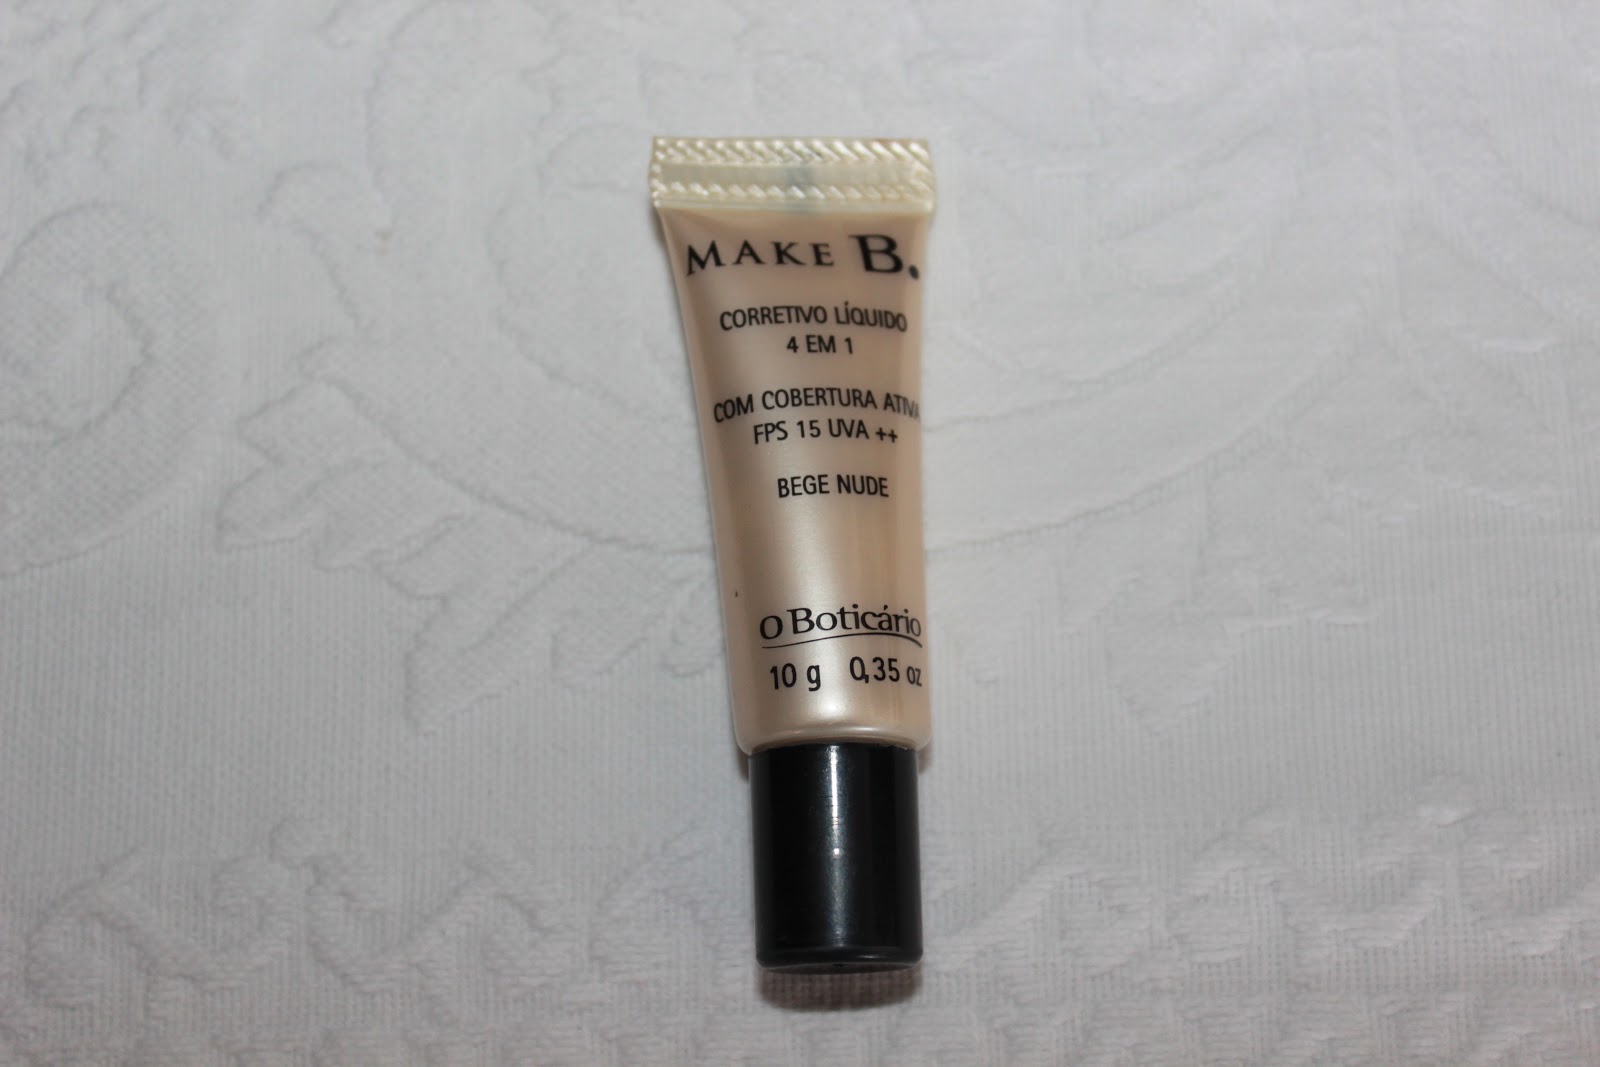 MAKE B.
CORRETIVO LÍQUIDO
4 EM 1
COM COBERTURA ATIVA
FPS 15 UVA ++
BEGE NUDE
O Boticário
10 g 0,35 oz